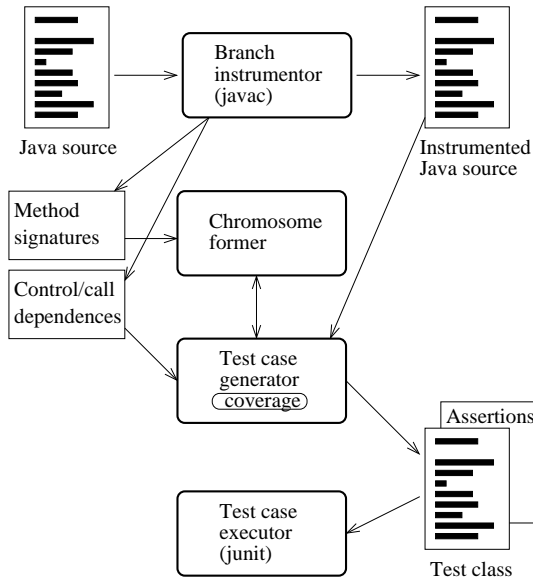 Branch
instrumentor
(javac)
Java source
Instrumented
Java source
Method
signatures
Chromosome
former
Control/call
dependences
Test case
generator
coverage
Assertions
Test case
executor
(junit)
Test class